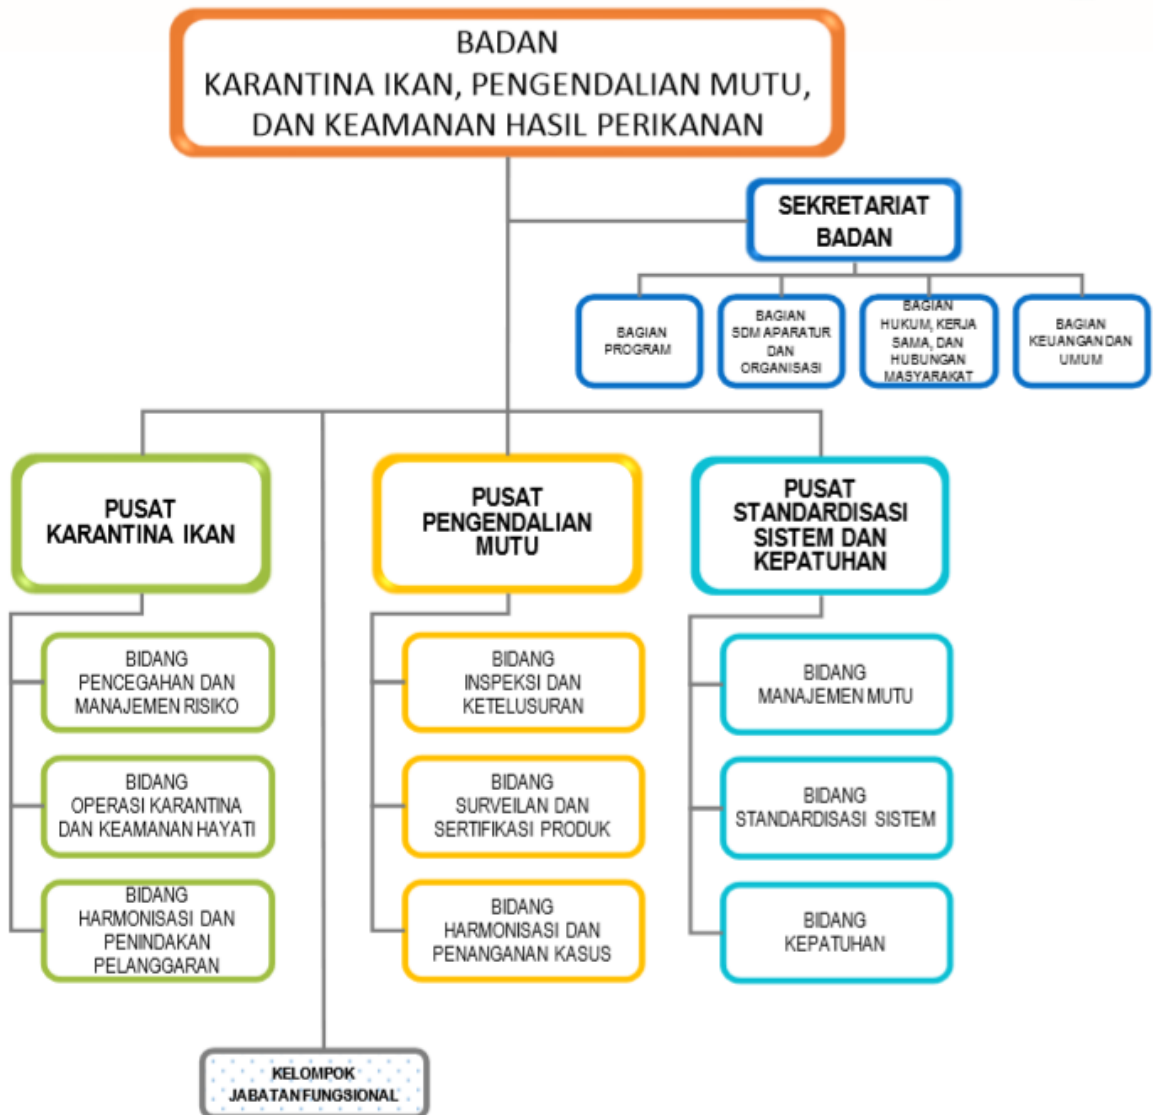 BADAN
KARANTINA IKAN, PENGENDALIAN MUTU,
DAN KEAMANAN HASIL PERIKANAN
SEKRETARIAT
BADAN
BAGIAN
PROGRAM
BAGIAN
SDM APARATUR
DAN
ORGANISASI
BAGIAN
HUKUM, KERJA
SAMA, DAN
HUBUNGAN
MASYARAKAT
BAGIAN
KEUANGAN DAN
UMUM
PUSAT
KARANTINA IKAN
PUSAT
PENGENDALIAN
MUTU
PUSAT
STANDARDISASI
SISTEM DAN
KEPATUHAN
BIDANG
PENCEGAHAN DAN
MANAJEMEN RISIKO
BIDANG
INSPEKSI DAN
KETELUSURAN
BIDANG
MANAJEMEN MUTU
BIDANG
OPERASI KARANTINA
DAN KEAMANAN HAYATI
BIDANG
SURVEILAN DAN
SERTIFIKASI PRODUK
BIDANG
STANDARDISASI SISTEM
BIDANG
HARMONISASI DAN
PENINDAKAN
PELANGGARAN
BIDANG
HARMONISASI DAN
PENANGANAN KASUS
BIDANG
KEPATUHAN
KELOMPOK
JABATAN FUNGSIONAL